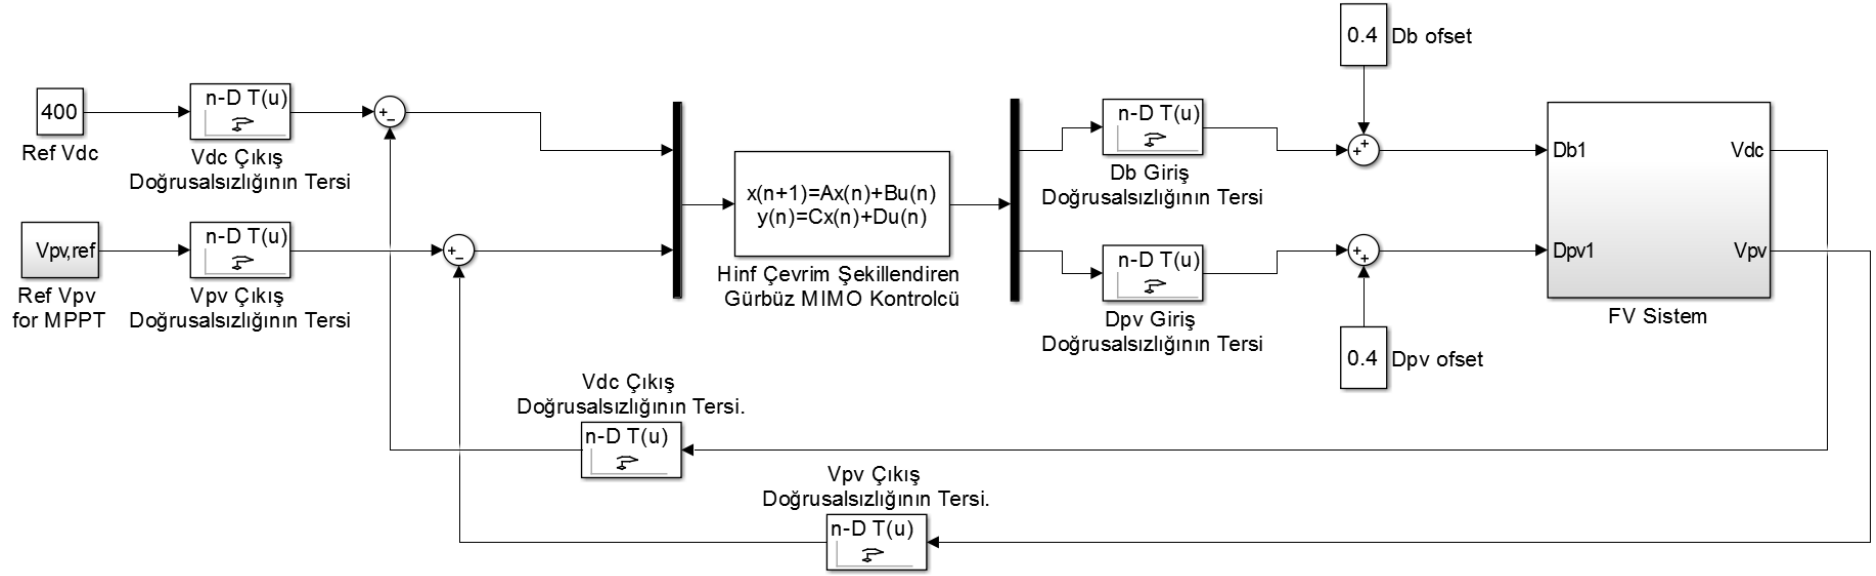 0.4
Db ofset
400
Ref Vdc
n-D T(u)
Vdc Çıkış
Doğrusalsızlığının Tersi
+
−
Vpv,ref
Ref Vpv
for MPPT
n-D T(u)
Vpv Çıkış
Doğrusalsızlığının Tersi
+
−
x(n+1)=Ax(n)+Bu(n)
y(n)=Cx(n)+Du(n)
Hinf Çevrim Şekillendiren
Gürbüz MIMO Kontrolcü
n-D T(u)
Db Giriş
Doğrusalsızlığının Tersi
n-D T(u)
Dpv Giriş
Doğrusalsızlığının Tersi
+
+
+
+
0.4
Dpv ofset
Db1
Vdc
Dpv1
Vpv
FV Sistem
Vdc Çıkış
Doğrusalsızlığının Tersi.
n-D T(u)
Vpv Çıkış
Doğrusalsızlığının Tersi.
n-D T(u)